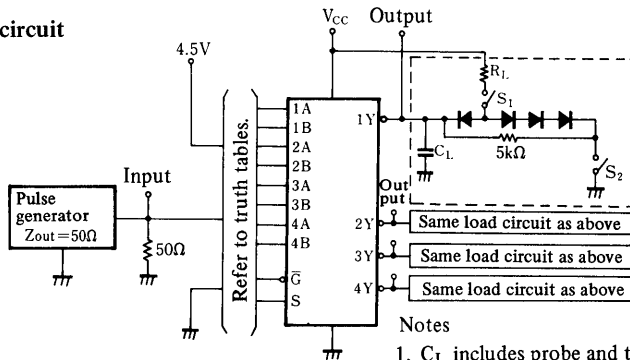 circuit
VCC
Output
4.5V
RL
S1
1A
1B
2A
2B
3A
3B
4A
4B
G̅
S
1Y
2Y
3Y
4Y
CL
5kΩ
S2
Input
Pulse
generator
Zout=50Ω
50Ω
Refer to truth tables.
Out
put
Same load circuit as above
Same load circuit as above
Same load circuit as above
Notes
1. CL includes probe and t